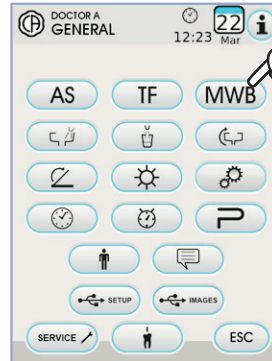 DOCTOR A
GENERAL
12:23
22
Mar
i
AS
TF
MWB
SETUP
IMAGES
SERVICE
ESC